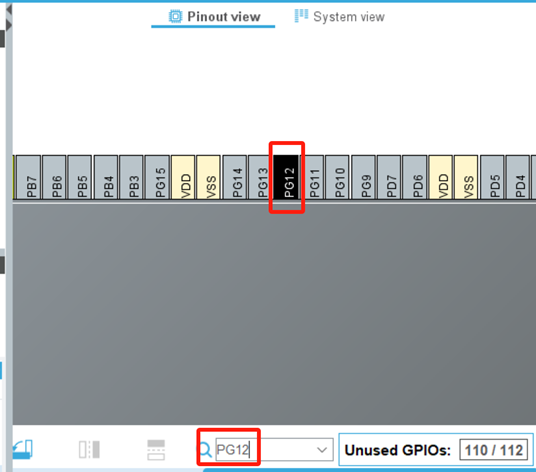 Pinout view System view
PB7 PB6 PB5 PB4 PB3 PG15 VDD VSS PG14 PG13 PG12 PG11 PG10 PG9 PD7 PD6 VDD VSS PD5 PD4
PG12 Unused GPIOs: 110 / 112